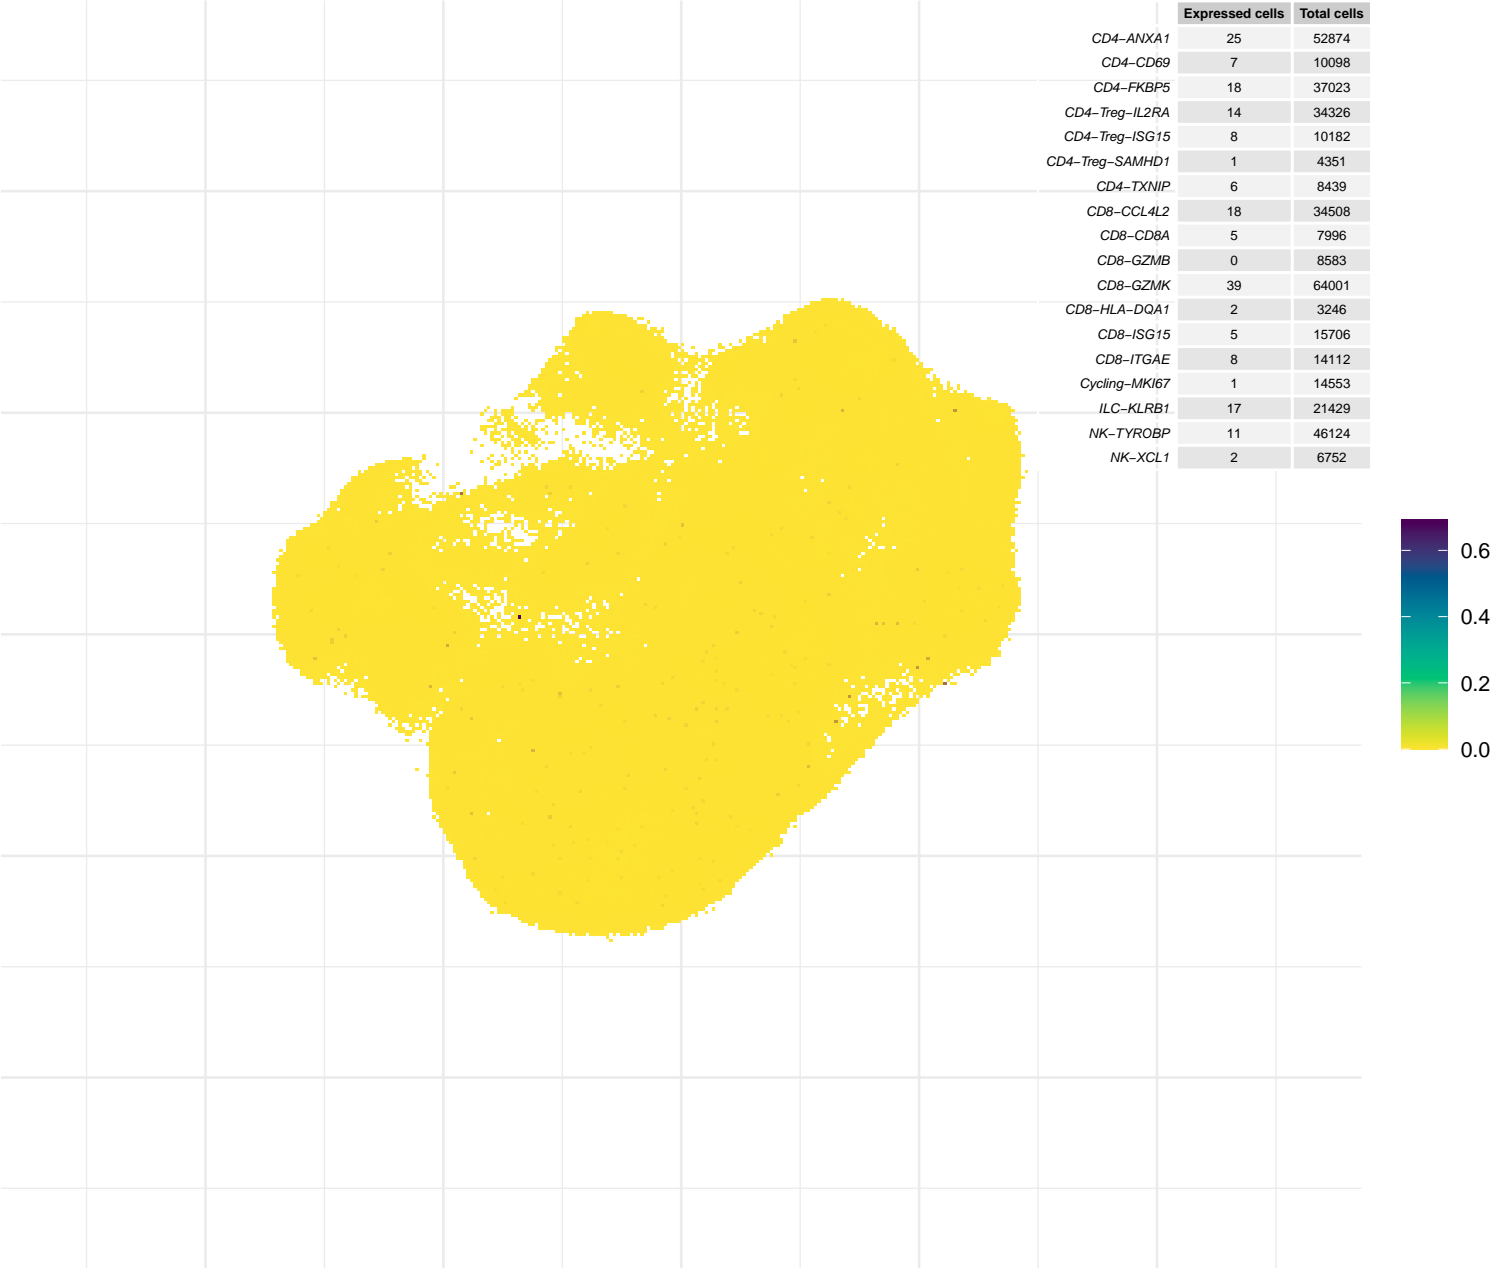 Expressed cells Total cells
CD4−ANXA1 25 52874
CD4−CD69 7 10098
CD4−FKBP5 18 37023
CD4−Treg−IL2RA 14 34326
CD4−Treg−ISG15 8 10182
CD4−Treg−SAMHD1 1 4351
CD4−TXNIP 6 8439
CD8−CCL4L2 18 34508
CD8−CD8A 5 7996
CD8−GZMB 0 8583
CD8−GZMK 39 64001
CD8−HLA−DQA1 2 3246
CD8−ISG15 5 15706
CD8−ITGAE 8 14112
Cycling−MKI67 1 14553
ILC−KLRB1 17 21429
NK−TYROBP 11 46124
NK−XCL1 2 6752
0.6
0.4
0.2
0.0